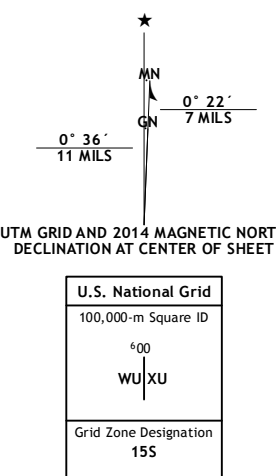 ★
MN
0° 22´
7 MILS
GN
0° 36´
11 MILS
UTM GRID AND 2014 MAGNETIC NORT
DECLINATION AT CENTER OF SHEET
U.S. National Grid
100,000-m Square ID
⁶00
WU XU
Grid Zone Designation
15S